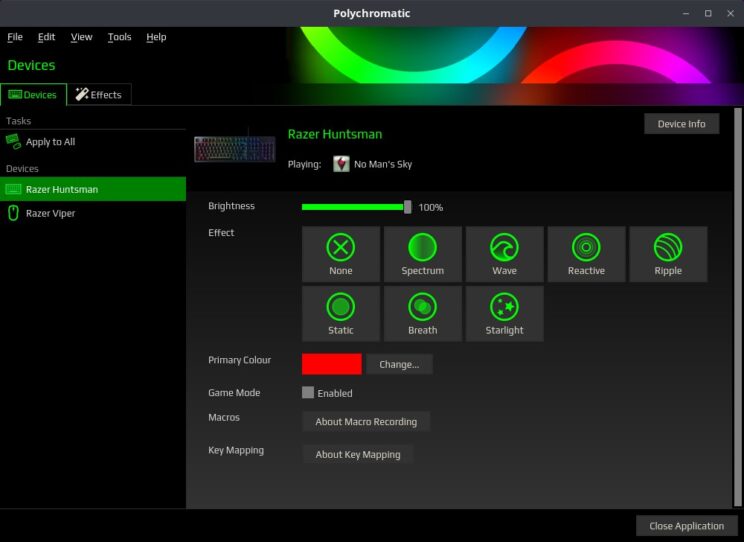 Polychromatic
File Edit View Tools Help
Devices
Devices Effects
Tasks
Apply to All
Devices
Razer Huntsman
Razer Viper
Device Info
Razer Huntsman
Playing: No Man's Sky
Brightness 100%
Effect
None Spectrum Wave Reactive Ripple
Static Breath Starlight
Primary Colour Change...
Game Mode Enabled
Macros About Macro Recording
Key Mapping About Key Mapping
Close Application